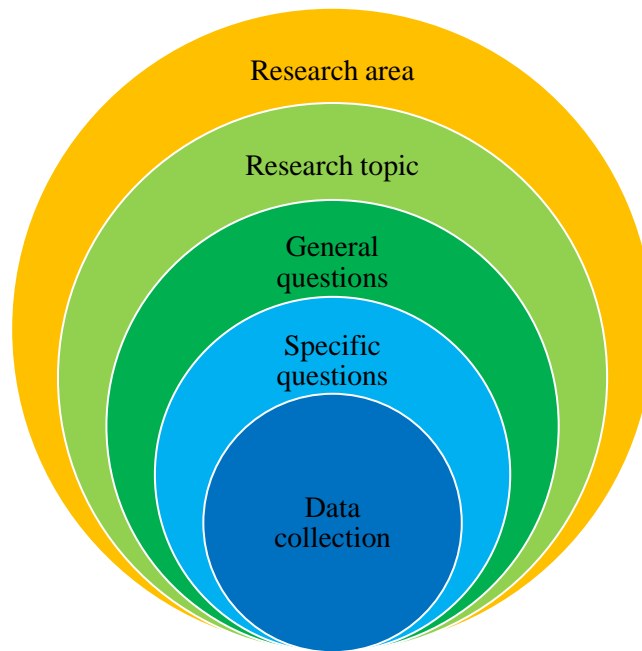 Research area
Research topic
General
questions
Specific
questions
Data
collection